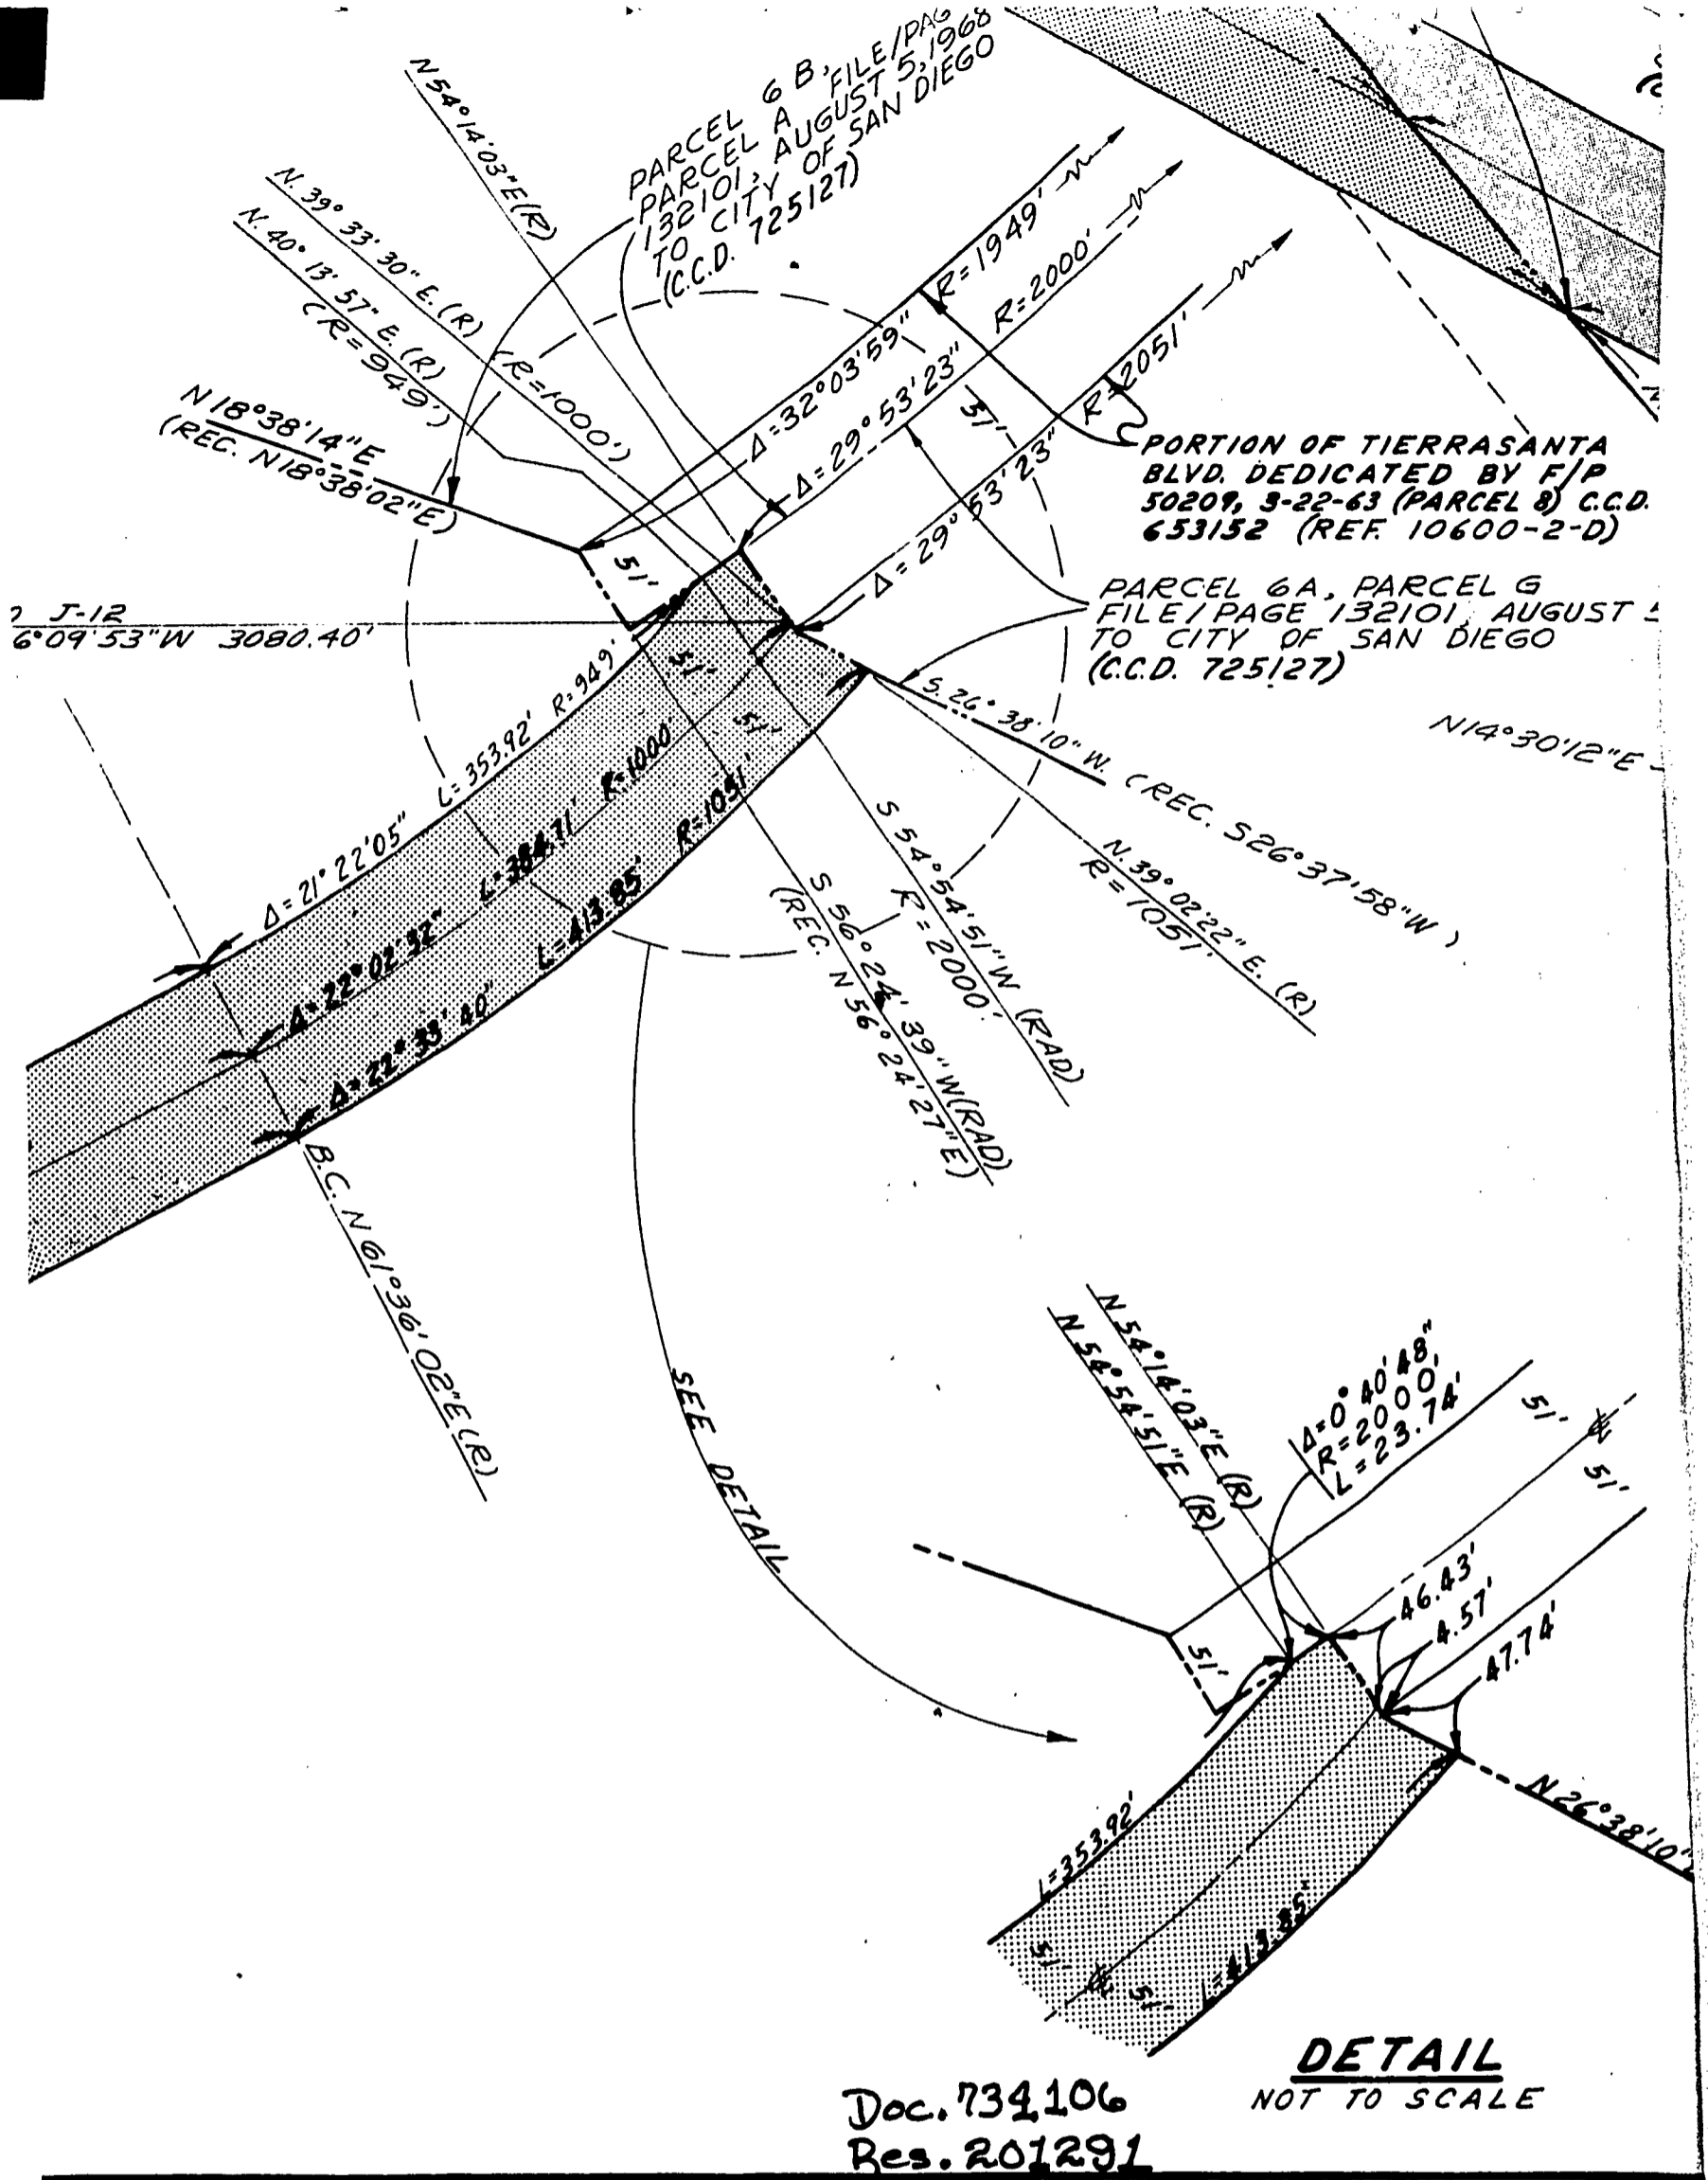 N54°14'03"E(R)
N. 39° 33' 30" E. (R) (R=1000')
N. 40° 13' 57" E. (R)
(R=949')
N18°38'14"E
(REC. N18°38'02"E)
PARCEL 6 B,
PARCEL A FILE/PAG
132101, AUGUST 5, 1968
TO CITY OF SAN DIEGO
(C.C.D. 725127)
R=1949'
R=2000'
R=2051'
Δ=32°03'59"
Δ=29°53'23"
Δ=29°53'23"
51'
PORTION OF TIERRASANTA
BLVD. DEDICATED BY F/P
50209, 3-22-63 (PARCEL 8) C.C.D.
653152 (REF. 10600-2-D)
PARCEL 6A, PARCEL G
FILE/PAGE 132101, AUGUST
TO CITY OF SAN DIEGO
(C.C.D. 725127)
51'
J-12
6°09'53"W 3080.40'
51'
51'
S. 26° 38' 10" W. (REC. S26°37'58"W)
N14°30'12"E
N. 39° 02' 22" E. (R)
R=1051'
Δ=21°22'05" L=353.92' R=949'
Δ=22°02'32" L=384.71' R=1000'
Δ=22°33'40" L=413.85' R=1051'
S 54°54'51"W (RAD)
R=2000'
S 56°24'39"W(RAD)
(REC. N56°24'27"E)
B.C. N61°36'02"E(R)
SEE DETAIL
N54°14'03"E (R)
N54°54'51"E (R)
Δ=0°40'48"
R=2000'
L=23.74'
51'
℄
51'
46.43'
4.57'
47.74'
51'
N26°38'10"
L=353.92'
51'
℄
51'
L=413.85'
DETAIL
NOT TO SCALE
Doc. 734106
Res. 201291